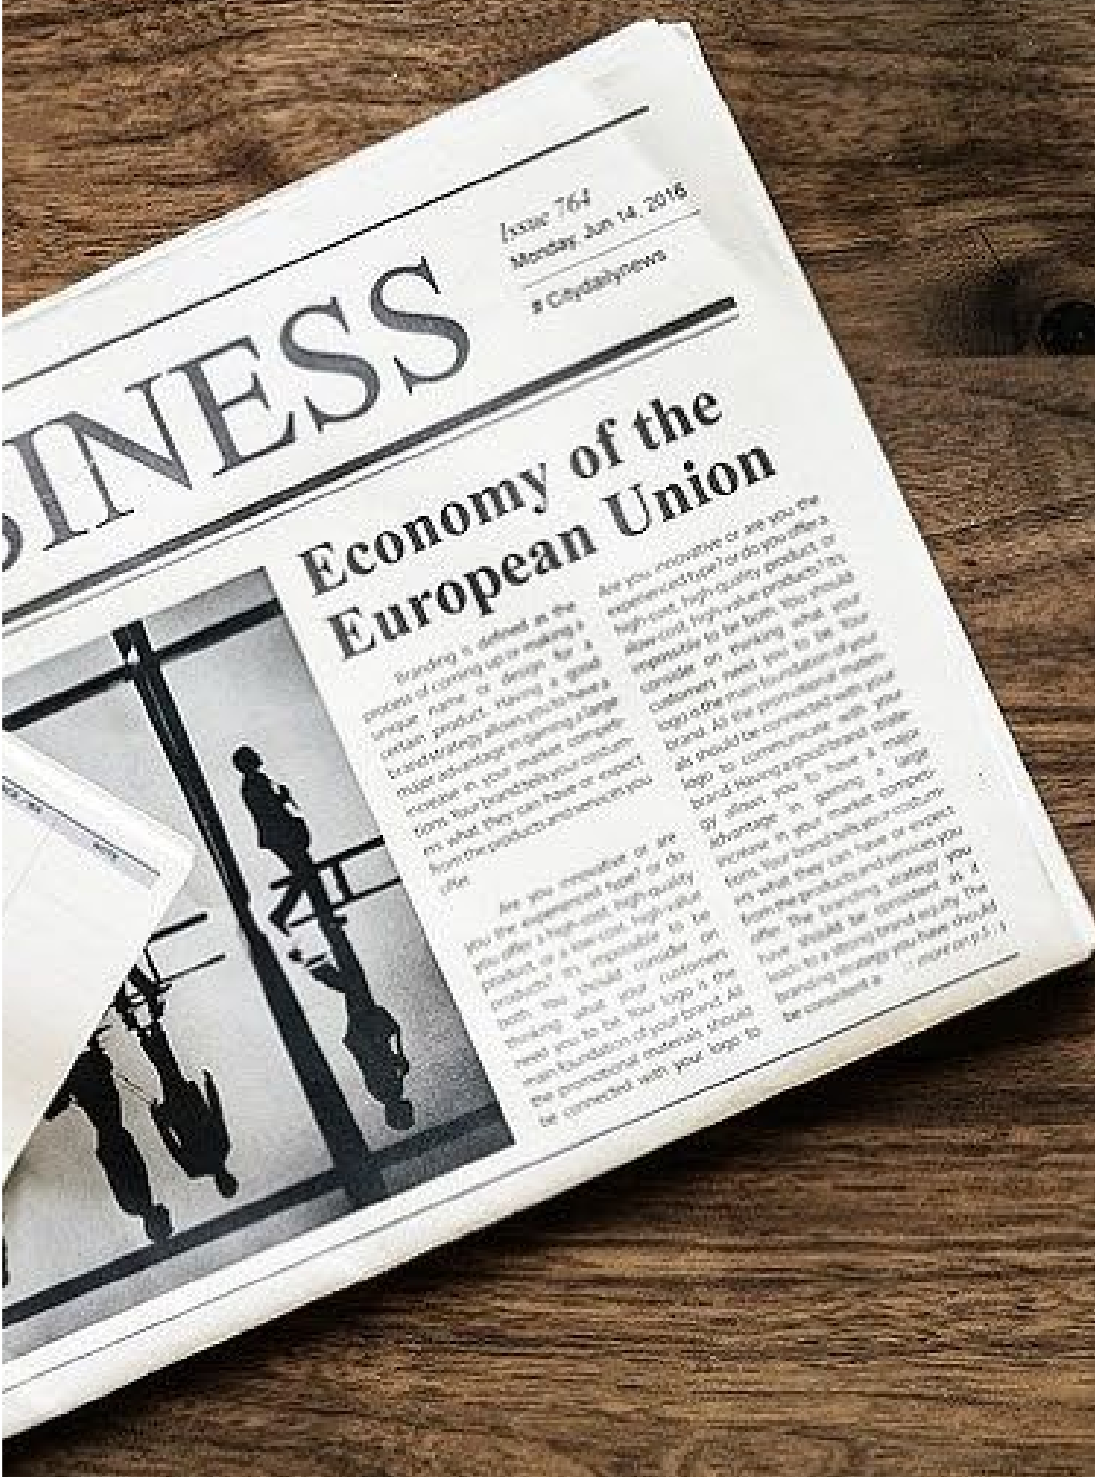 Issue 764
Monday, Jun 14, 2016
# Citydailynews
SINESS
Economy of the
European Union
Branding is defined as the
process of coming up or making a
unique name or design for a
certain product. Having a good
brand strategy allows you to have a
major advantage in gaining a large
increase in your market competi-
tions. Your brand tells your costum-
ers what they can have or expect
from the products and services you
offer.
Are you innovative or are
you the experienced type? or do
you offer a high-cost, high-quality
product, or a low cost, high-value
products? It's impossible to be
both. You should consider on
thinking what your customers
need you to be. Your logo is the
main foundation of your brand. All
the promotional materials should
be connected with your logo to
Are you innovative or are you the
experienced type? or do you offer a
high-cost, high-quality product, or
a low-cost, high-value products? It's
impossible to be both. You should
consider on thinking what your
customers need you to be. Your
logo is the main foundation of your
brand. All the promotional materi-
als should be connected with your
logo to communicate with your
brand. Having a good brand strate-
gy allows you to have a major
advantage in gaining a large
increase in your market competi-
tions. Your brand tells your costum-
ers what they can have or expect
from the products and services you
offer. The branding strategy you
have should be consistent as it
leads to a strong brand equity. The
branding strategy you have should
be consistent a
more on p